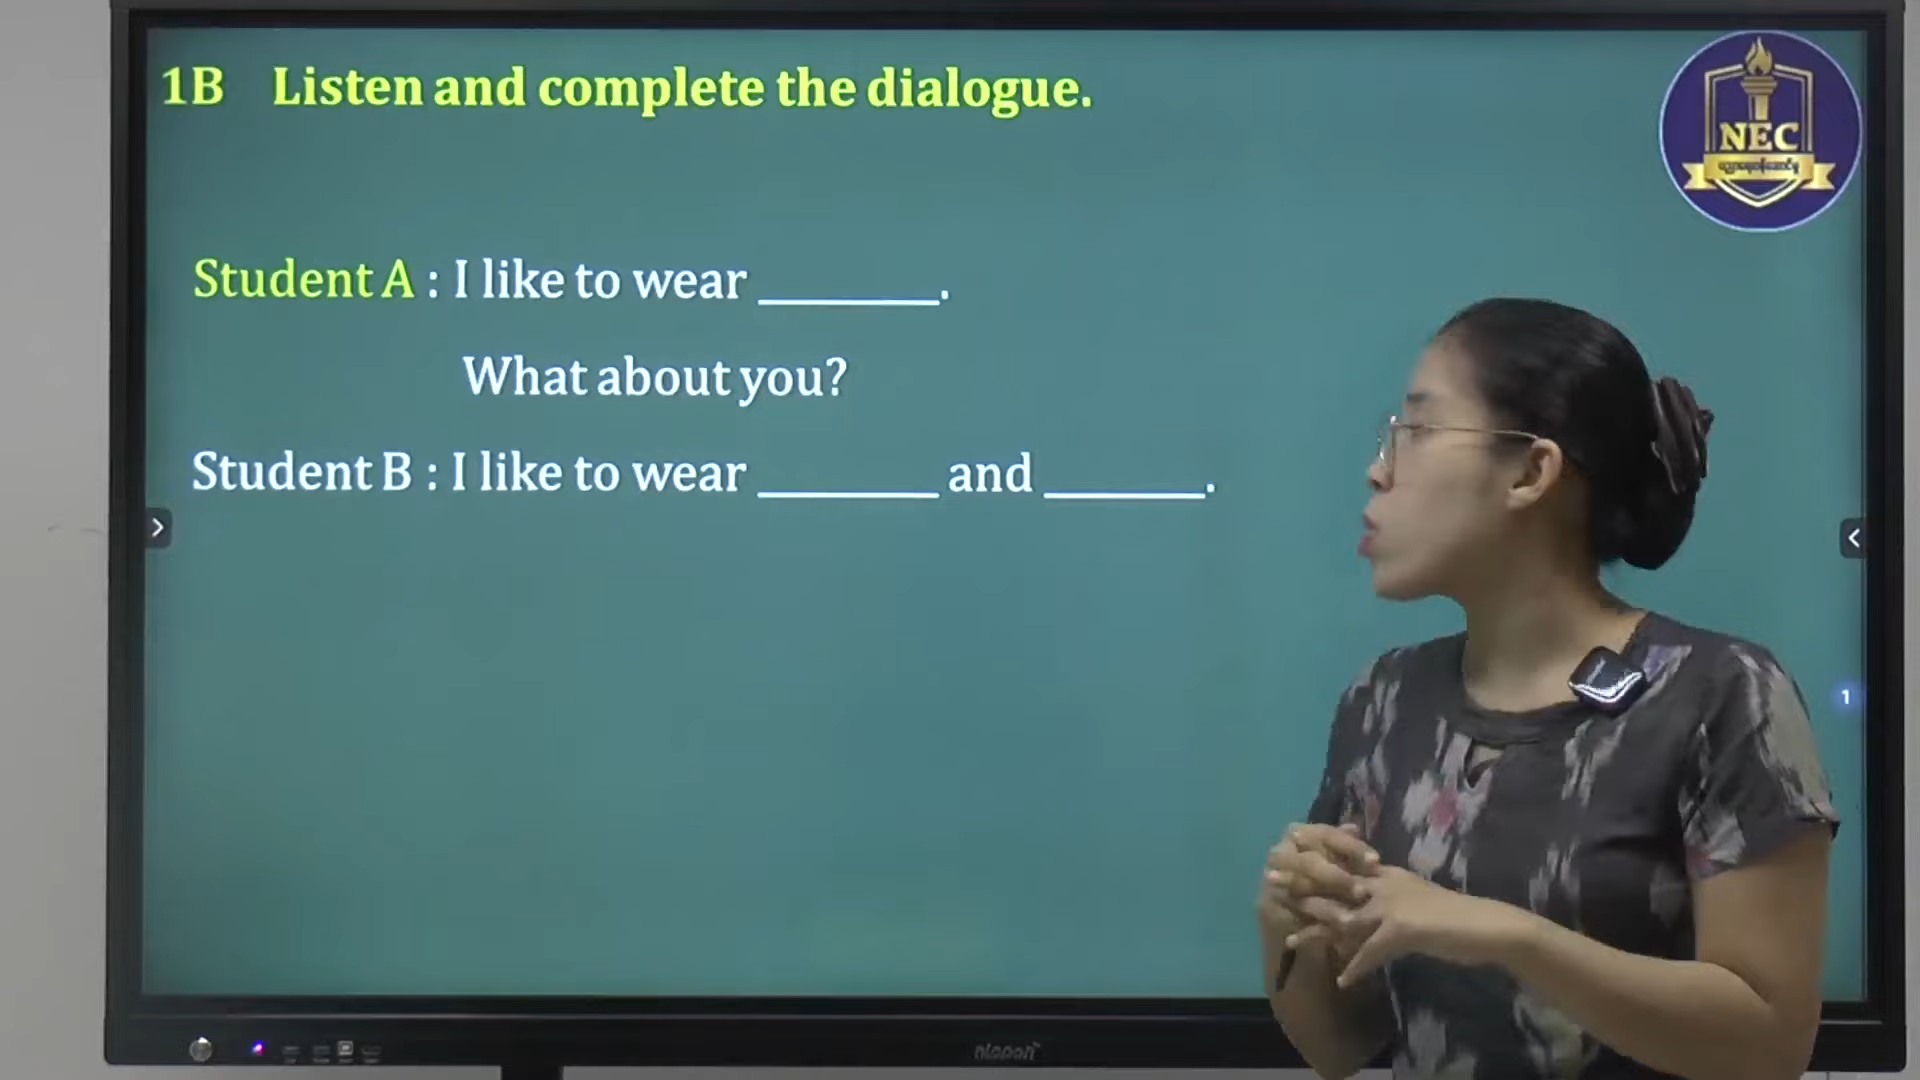 1B Listen and complete the dialogue.
NEC
Student A : I like to wear ________.
What about you?
Student B : I like to wear ________ and _______.
1